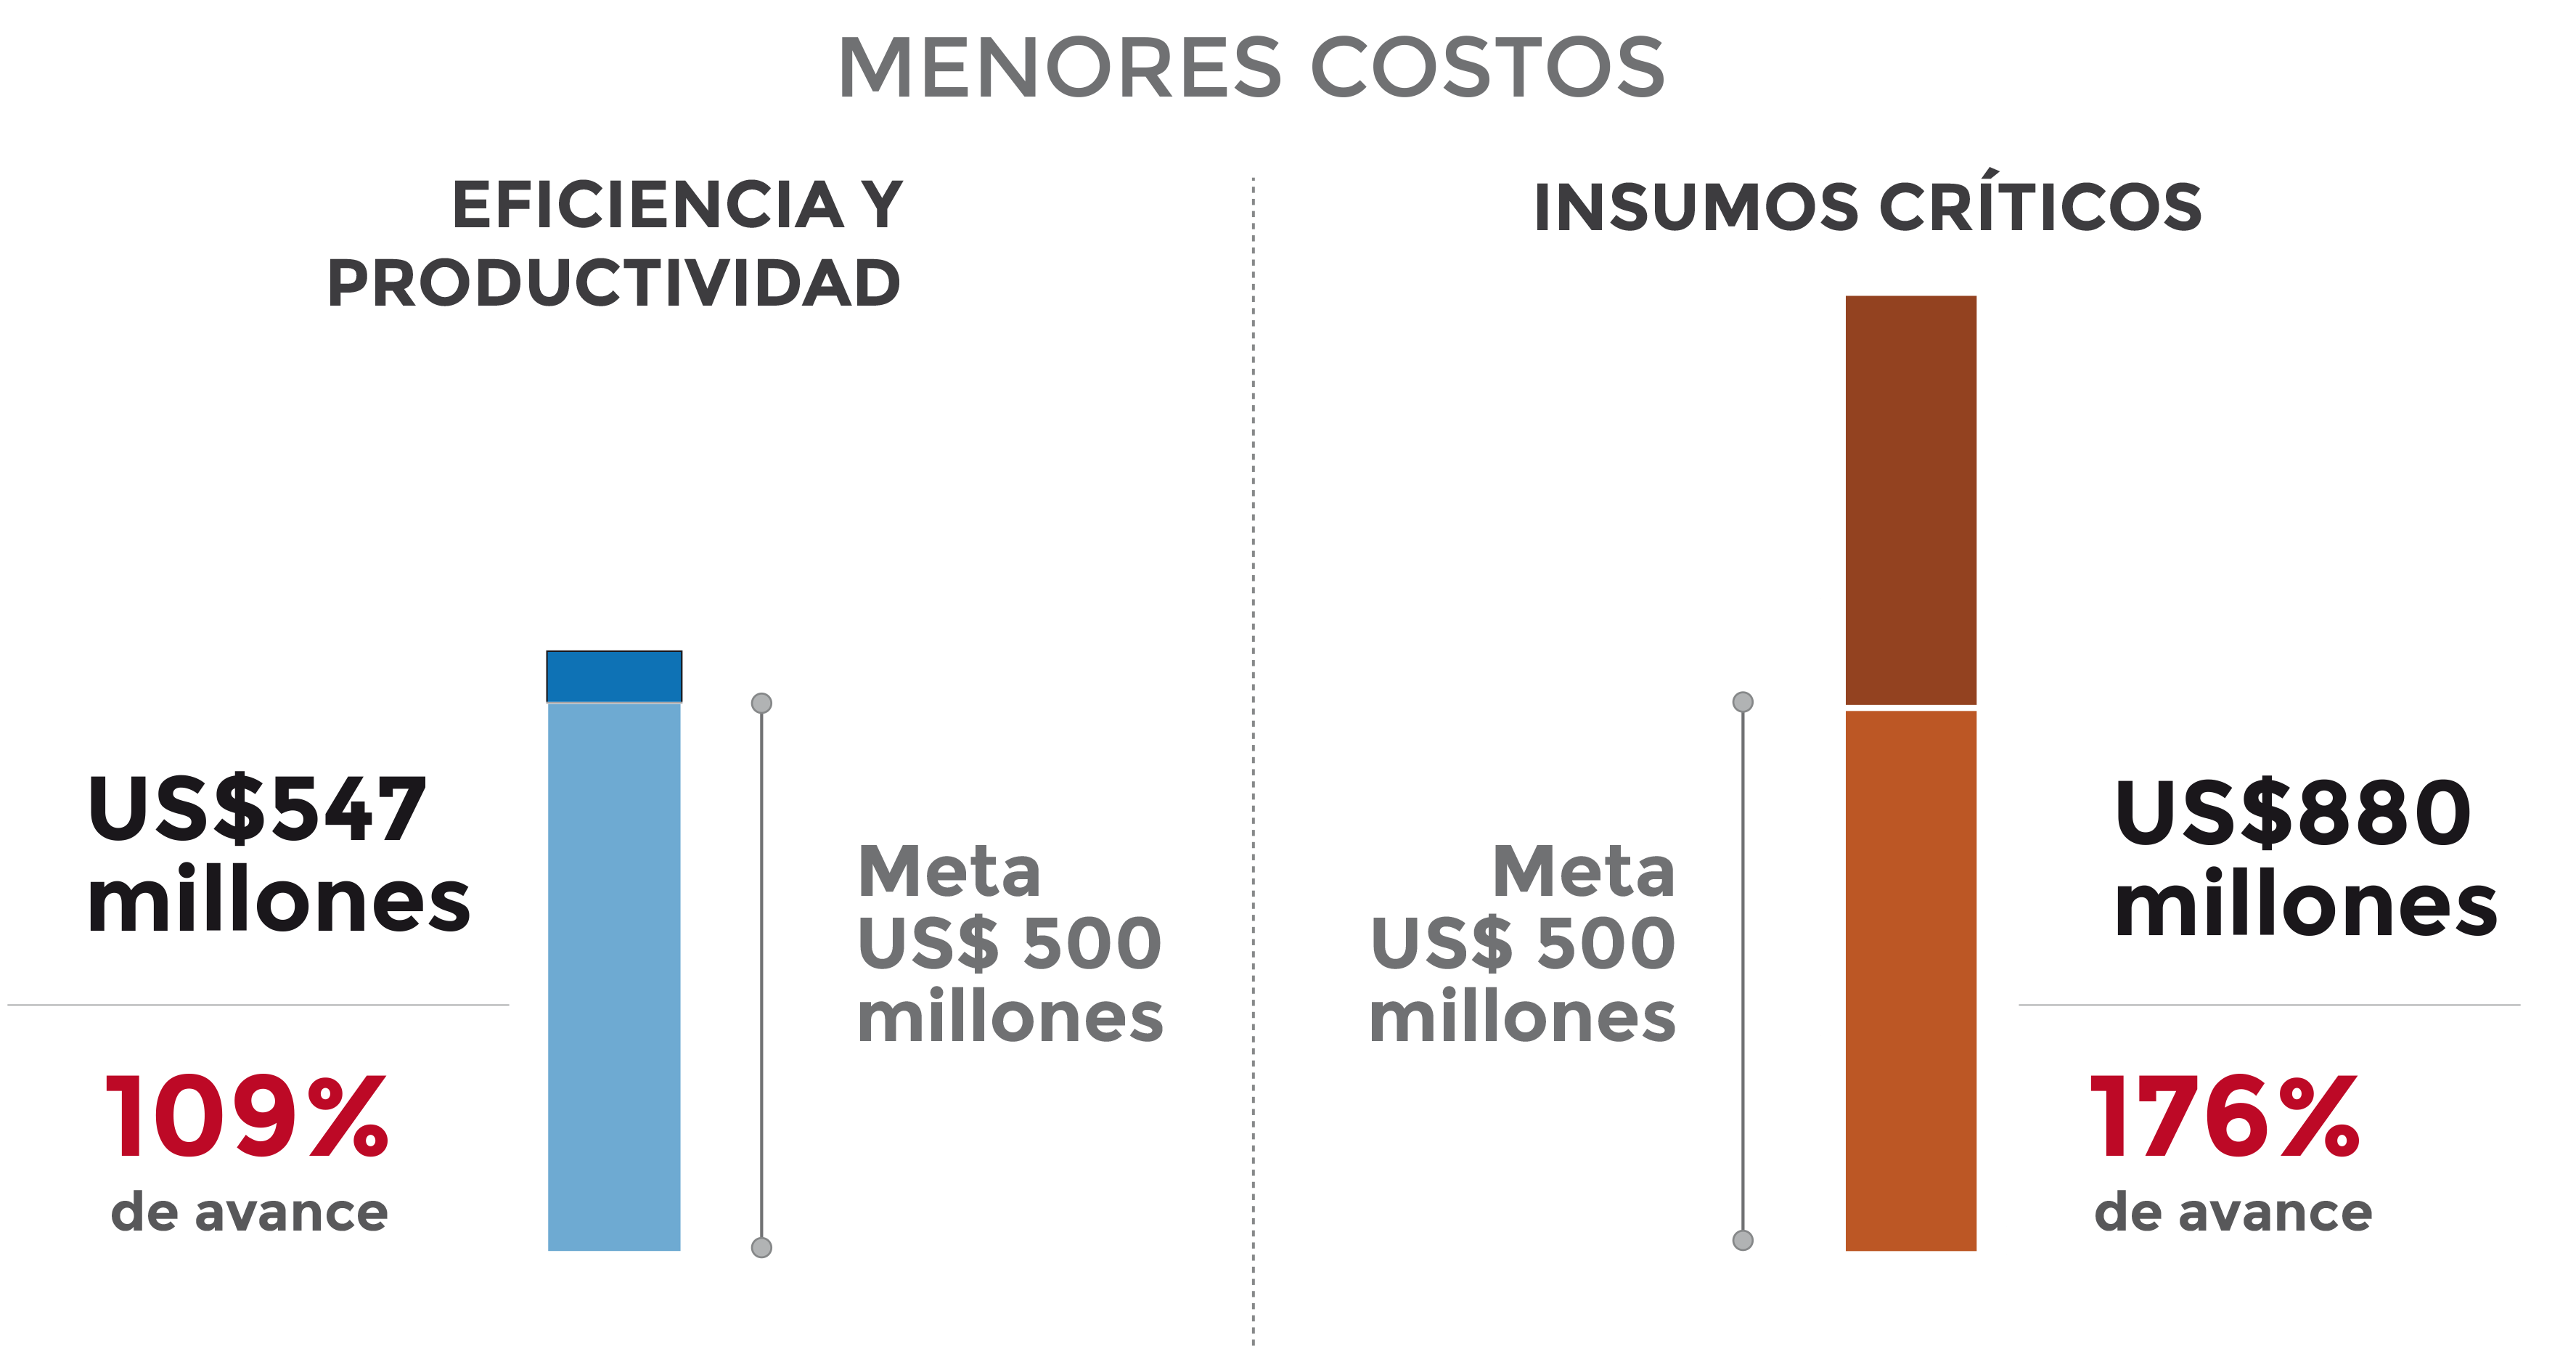 MENORES COSTOS
EFICIENCIA Y
PRODUCTIVIDAD
US$547
millones
109%
de avance
Meta
US$ 500
millones
INSUMOS CRÍTICOS
Meta
US$ 500
millones
US$880
millones
176%
de avance